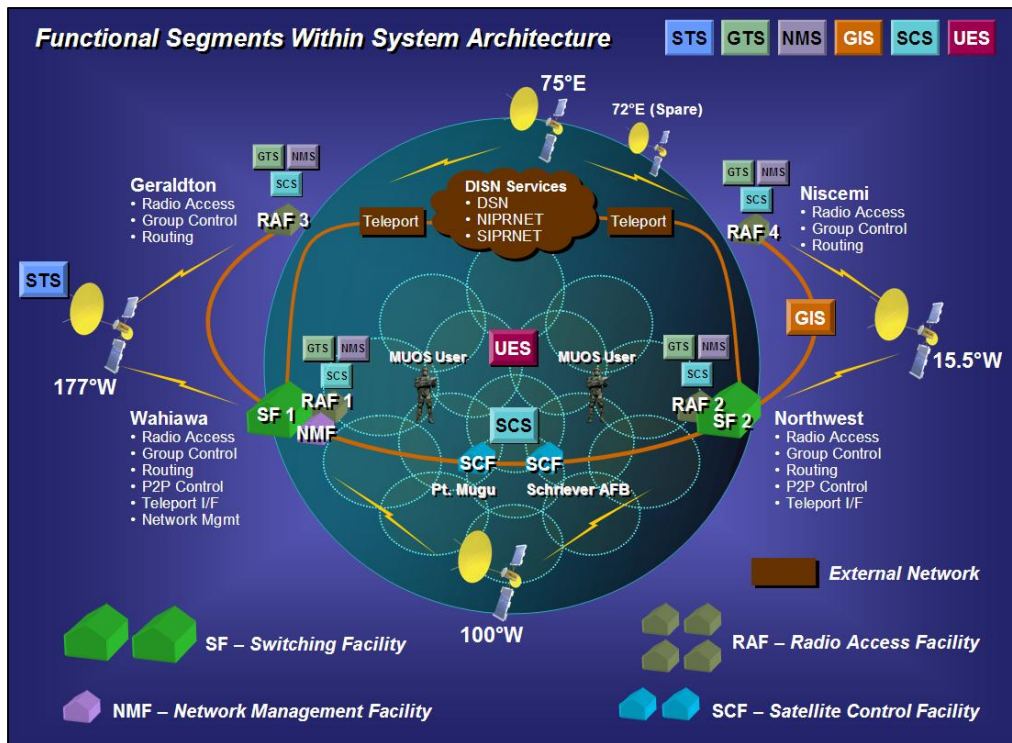 Functional Segments Within System Architecture
STS
GTS
NMS
GIS
SCS
UES
75°E
72°E (Spare)
GTS
NMS
SCS
Geraldton
• Radio Access
• Group Control
• Routing
RAF 3
DISN Services
• DSN
• NIPRNET
• SIPRNET
Teleport
Teleport
GTS
NMS
SCS
RAF 4
Niscemi
• Radio Access
• Group Control
• Routing
STS
177°W
GIS
15.5°W
GTS
NMS
SCS
RAF 1
SF 1
NMF
MUOS User
UES
MUOS User
GTS
NMS
SCS
RAF 2
SF 2
Wahiawa
• Radio Access
• Group Control
• Routing
• P2P Control
• Teleport I/F
• Network Mgmt
SCS
SCF
SCF
Pt. Mugu
Schriever AFB
Northwest
• Radio Access
• Group Control
• Routing
• P2P Control
• Teleport I/F
100°W
External Network
SF – Switching Facility
RAF – Radio Access Facility
NMF – Network Management Facility
SCF – Satellite Control Facility